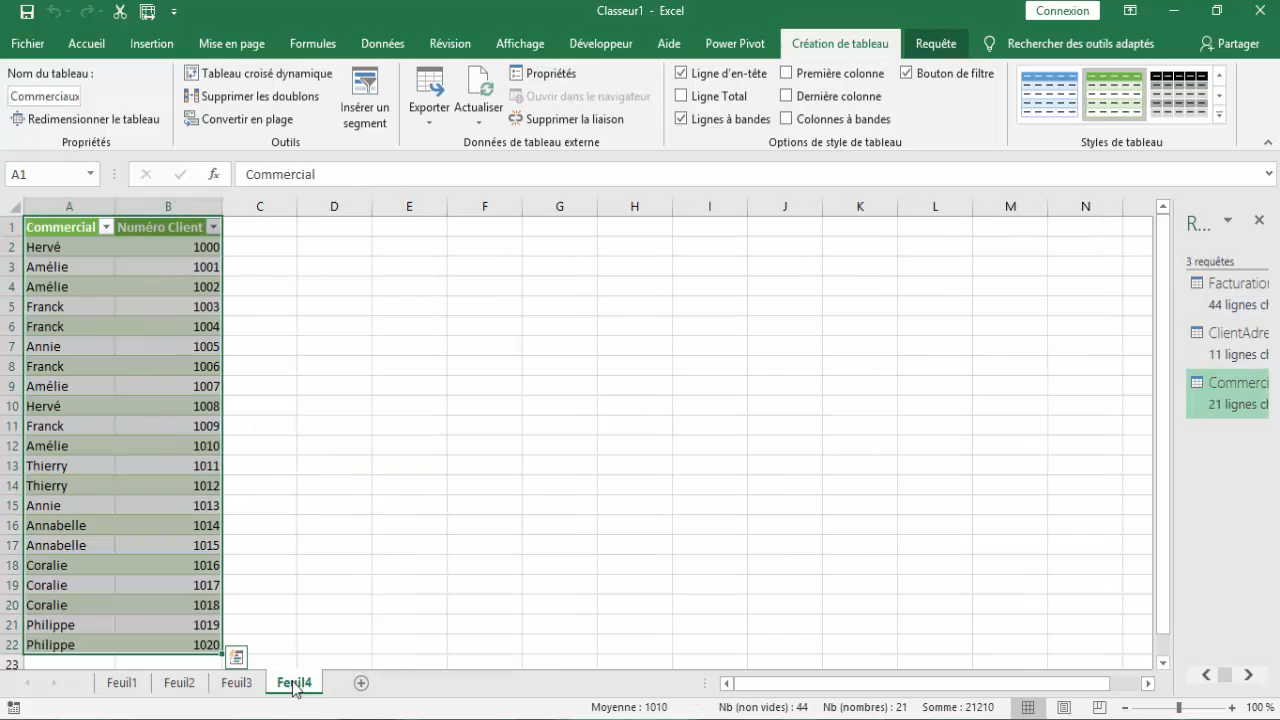 Classeur1 - Excel
Connexion
Fichier Accueil Insertion Mise en page Formules Données Révision Affichage Développeur Aide Power Pivot Création de tableau Requête Rechercher des outils adaptés Partager
Nom du tableau :
Commerciaux
Redimensionner le tableau
Propriétés
Tableau croisé dynamique
Supprimer les doublons
Convertir en plage
Outils
Insérer un
segment
Exporter Actualiser
Propriétés
Ouvrir dans le navigateur
Supprimer la liaison
Données de tableau externe
Ligne d'en-tête Première colonne Bouton de filtre
Ligne Total Dernière colonne
Lignes à bandes Colonnes à bandes
Options de style de tableau
Styles de tableau
A1 fx Commercial
A B C D E F G H I J K L M N
1 Commercial Numéro Client
2 Hervé 1000
3 Amélie 1001
4 Amélie 1002
5 Franck 1003
6 Franck 1004
7 Annie 1005
8 Franck 1006
9 Amélie 1007
10 Hervé 1008
11 Franck 1009
12 Amélie 1010
13 Thierry 1011
14 Thierry 1012
15 Annie 1013
16 Annabelle 1014
17 Annabelle 1015
18 Coralie 1016
19 Coralie 1017
20 Coralie 1018
21 Philippe 1019
22 Philippe 1020
23
R...
3 requêtes
Facturation
44 lignes ch
ClientAdre
11 lignes ch
Commerci
21 lignes ch
Feuil1 Feuil2 Feuil3 Feuil4
Moyenne : 1010 Nb (non vides) : 44 Nb (nombres) : 21 Somme : 21210 100 %